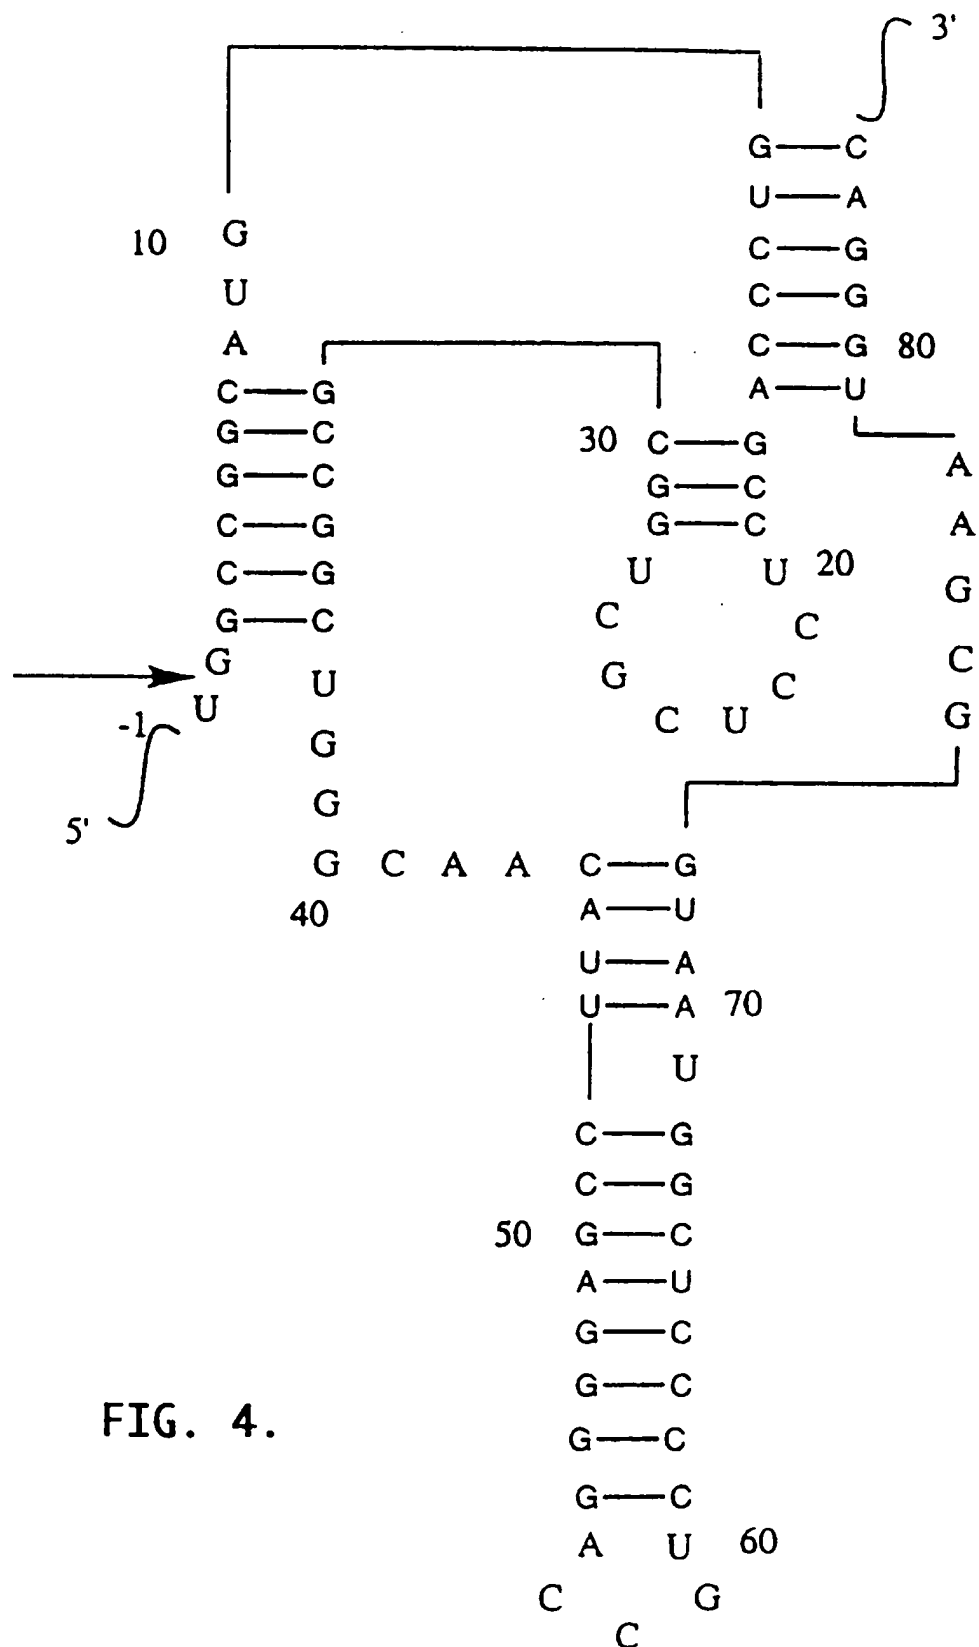 3'
G C
U A
10 G C G
U C G
A C G 80
C G A U
G C 30 C G
G C G C A
C G G C A
C G U U 20 G
G C C C
G U G C C
-1 U C U G
G
G
5'
G C A A C G
40 A U
U A
U A 70
U
C G
C G
50 G C
A U
G C
G C
FIG. 4.
G C
G C
A U 60
C G
C